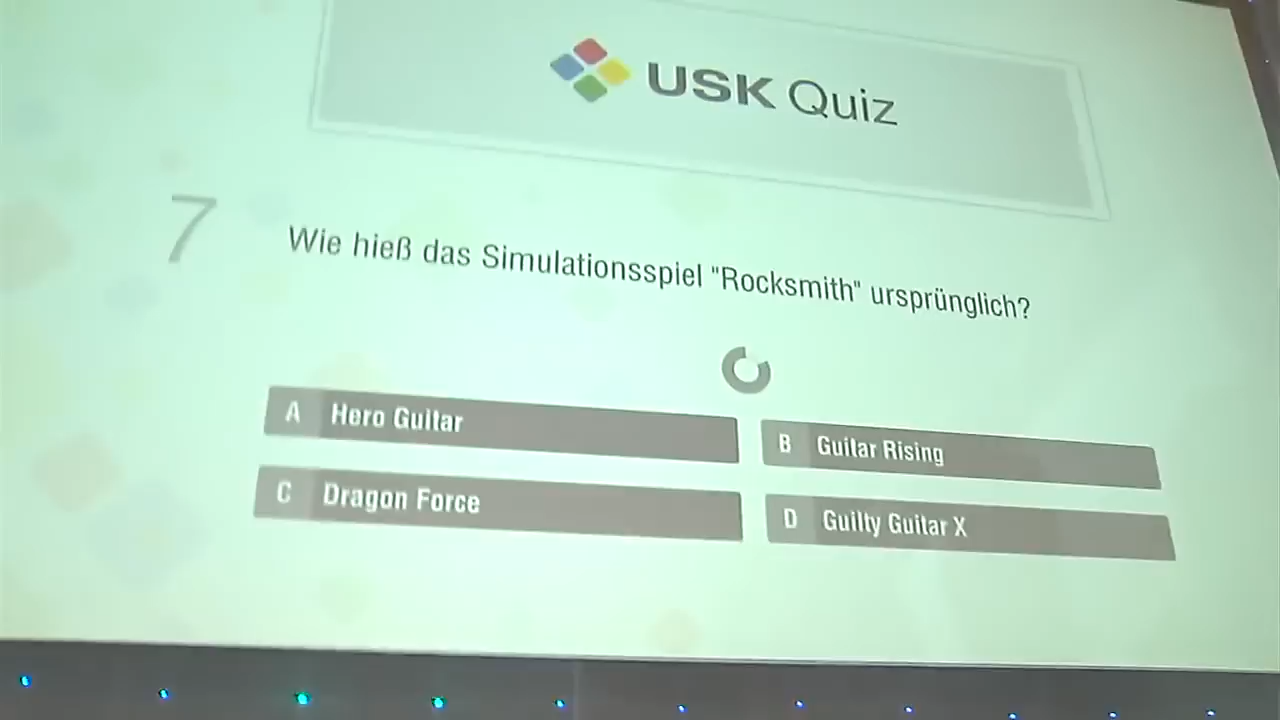 USK Quiz
7
Wie hieß das Simulationsspiel "Rocksmith" ursprünglich?
A Hero Guitar
B Guitar Rising
C Dragon Force
D Guilty Guitar X